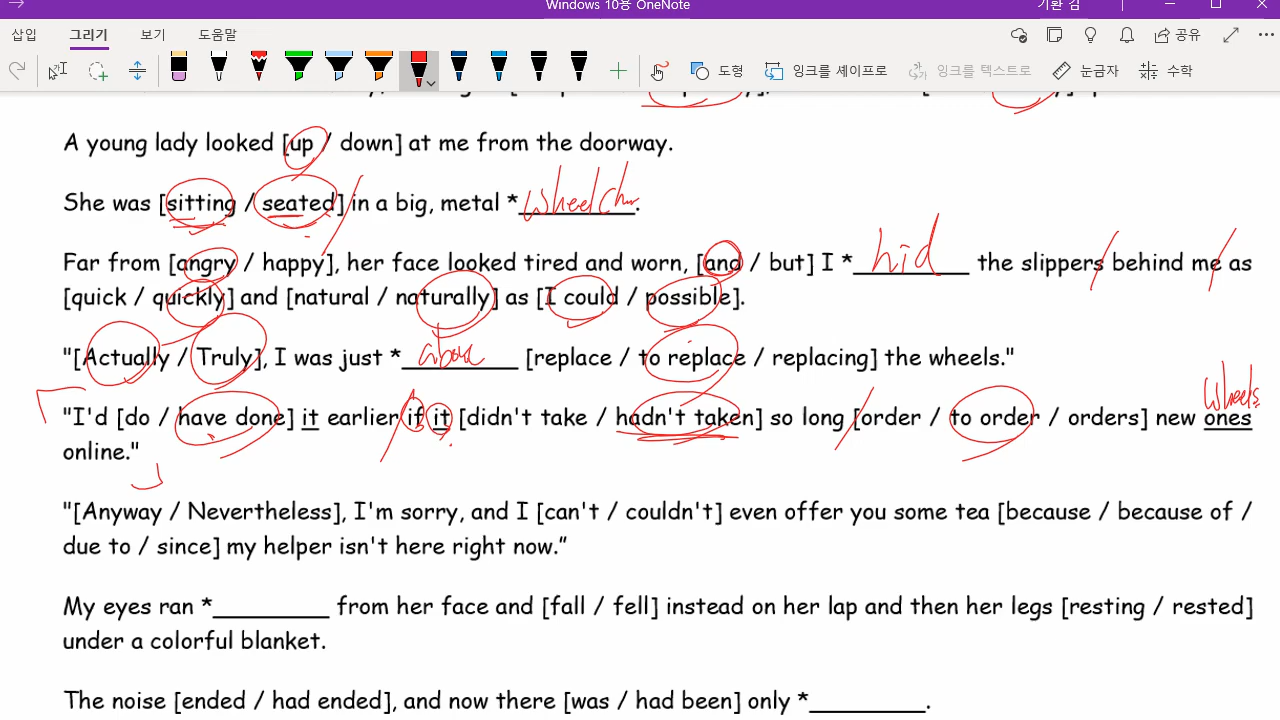 Windows 10용 OneNote
기환 김
삽입 그리기 보기 도움말
공유
도형 잉크를 셰이프로 잉크를 텍스트로 눈금자 수학
A young lady looked [up / down] at me from the doorway.
She was [sitting / seated] in a big, metal *_________.
Far from [angry / happy], her face looked tired and worn, [and / but] I * hid the slippers behind me as
[quick / quickly] and [natural / naturally] as [I could / possible].
"[Actually / Truly], I was just * about [replace / to replace / replacing] the wheels."
wheels
"I'd [do / have done] it earlier if it [didn't take / hadn't taken] so long [order / to order / orders] new ones
online."
"[Anyway / Nevertheless], I'm sorry, and I [can't / couldn't] even offer you some tea [because / because of /
due to / since] my helper isn't here right now.”
My eyes ran *_________ from her face and [fall / fell] instead on her lap and then her legs [resting / rested]
under a colorful blanket.
The noise [ended / had ended], and now there [was / had been] only *_________.